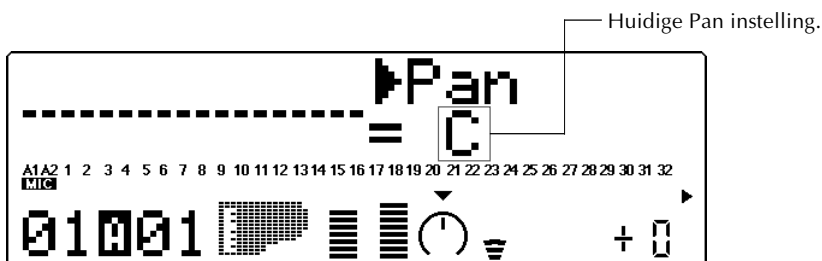 Huidige Pan instelling.
▶Pan
------------------ = C
A1 A2 1 2 3 4 5 6 7 8 9 10 11 12 13 14 15 16 17 18 19 20 21 22 23 24 25 26 27 28 29 30 31 32
MIC
01A01 + 0